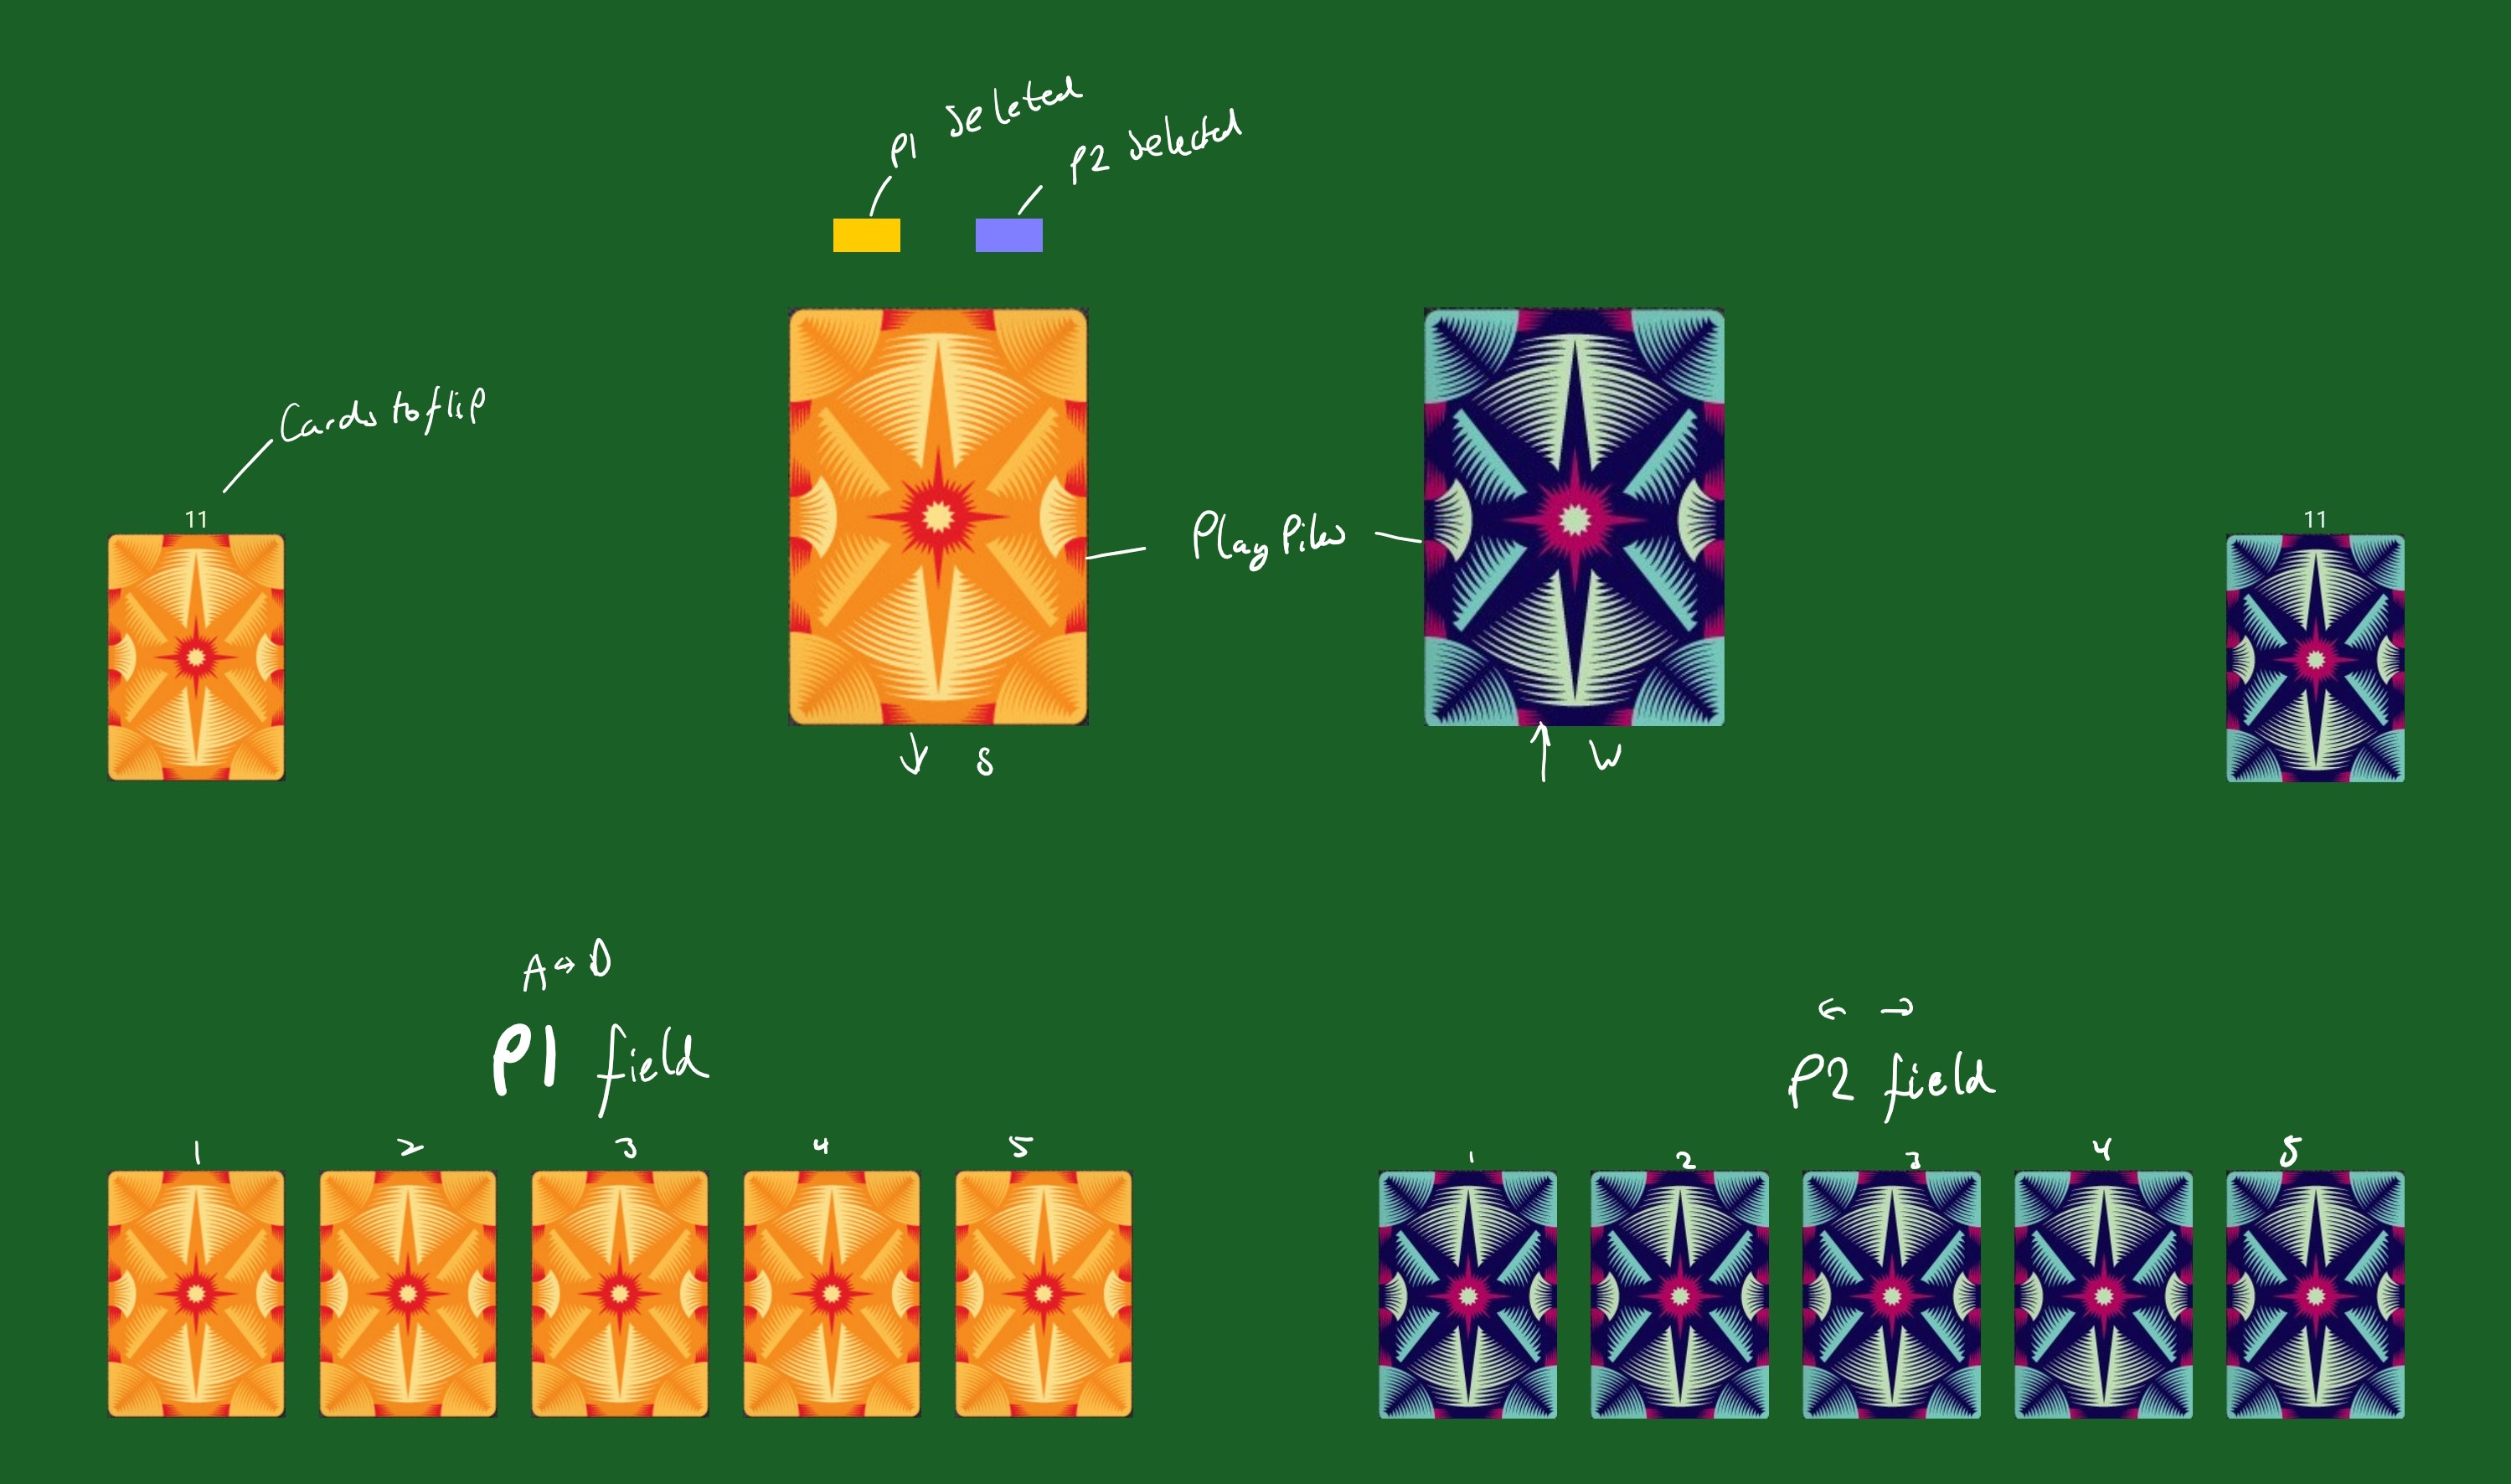 P1 Seleted
P2 Selected
Cards to flip
11
Play Piles
11
↓ S
↑ W
A ↔ D
← →
P1 field
P2 field
1 2 3 4 5
1 2 3 4 5